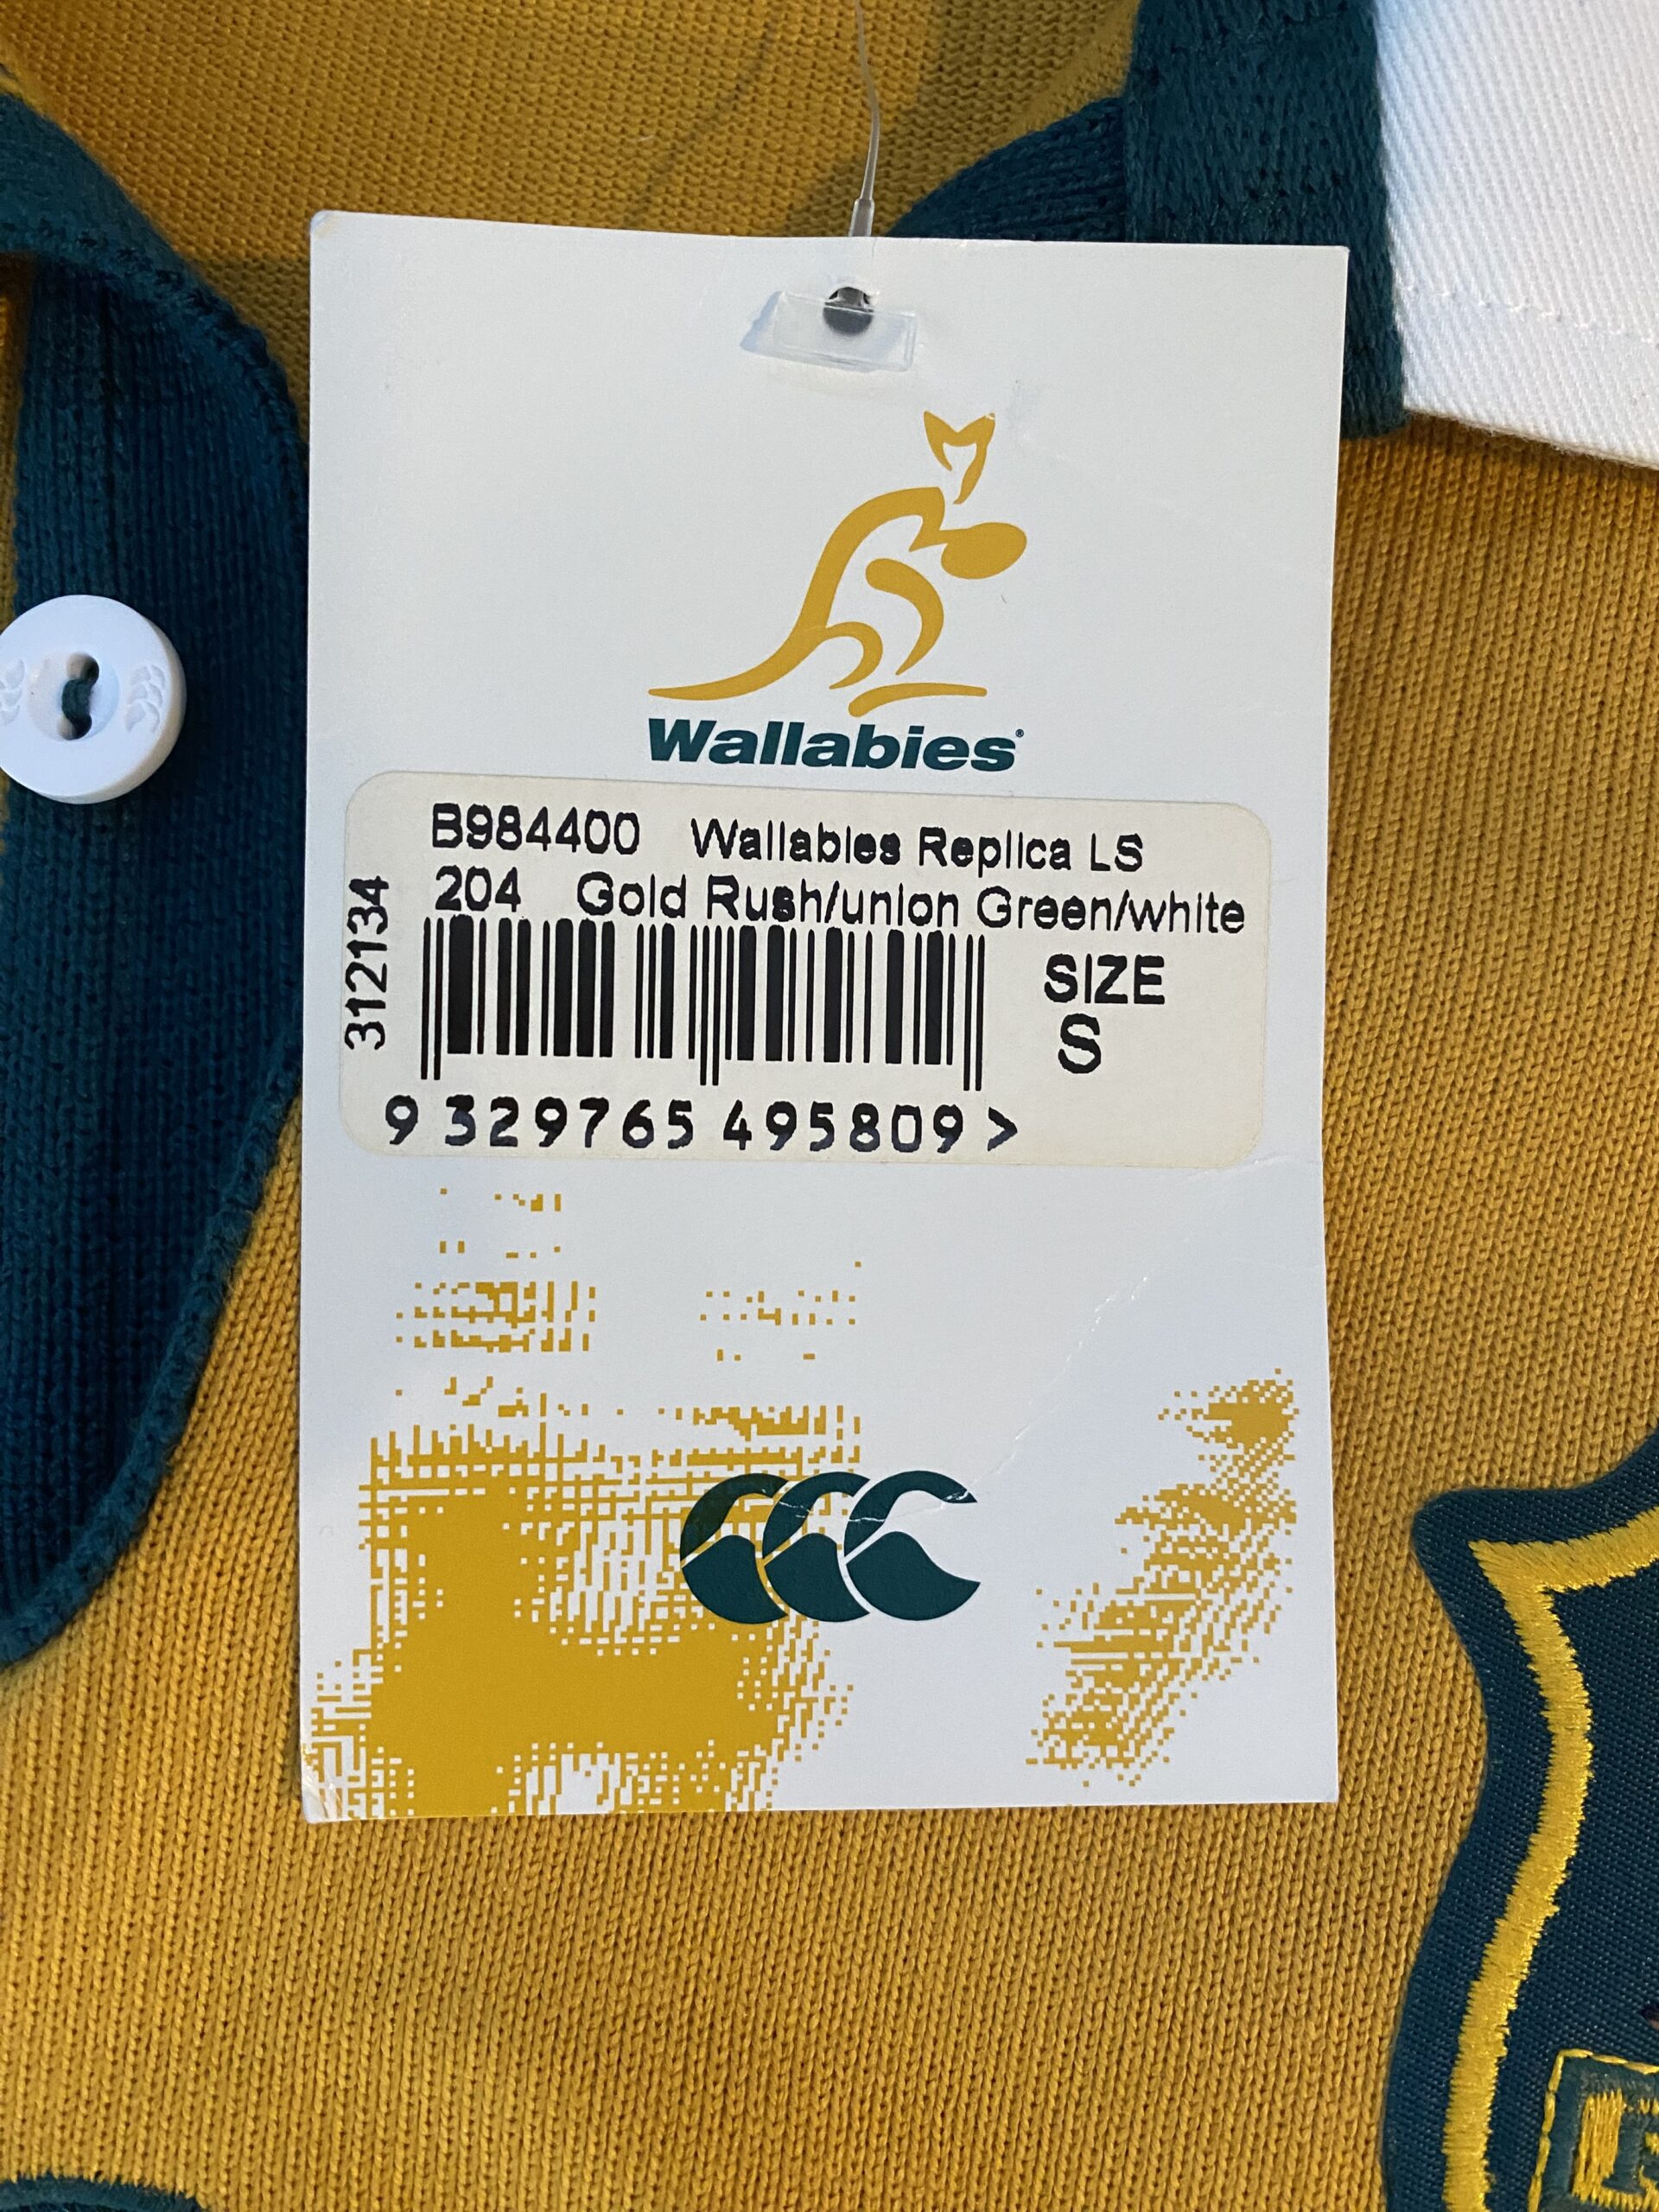 Wallabies®
B984400 Wallabies Replica LS
204 Gold Rush/union Green/white
312134
SIZE
S
9 329765 495809 >